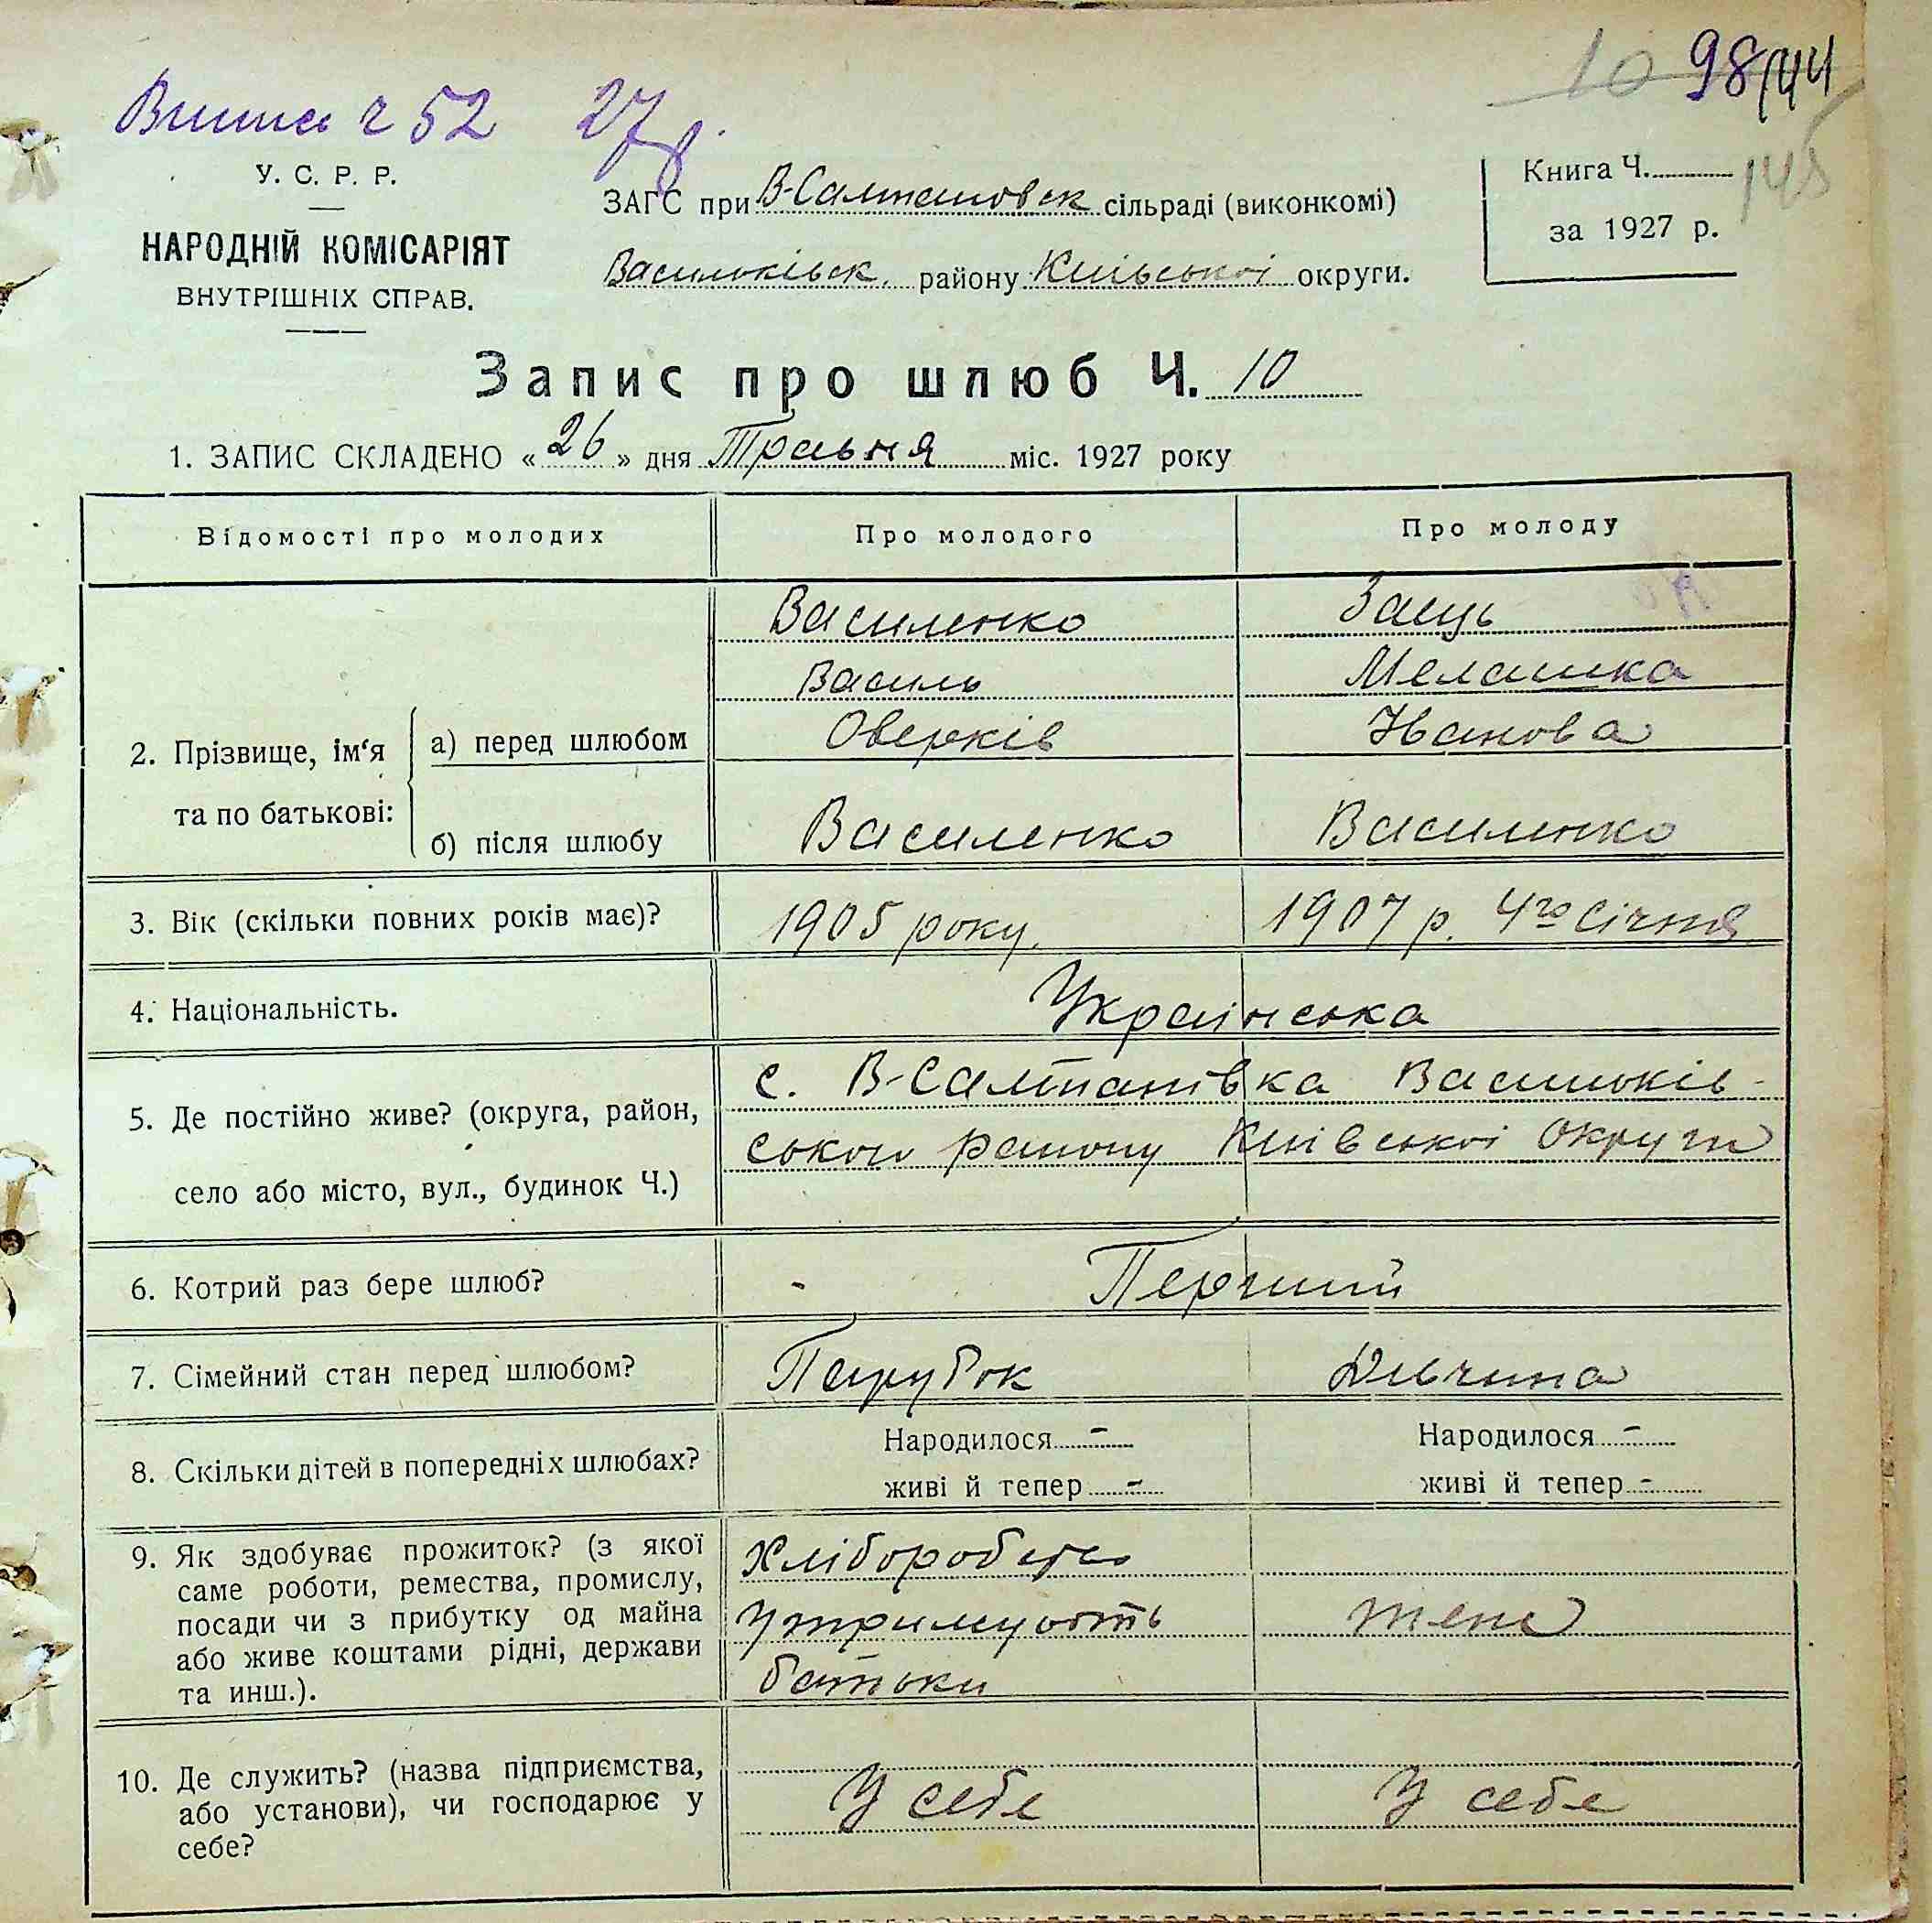 10 98/144
Виписа ч 52 27р.
145
У. С. Р. Р.
НАРОДНІЙ КОМІСАРІЯТ
ВНУТРІШНІХ СПРАВ.
ЗАГС при В-Салтановск сільраді (виконкомі)
Васильківск. району Київської округи.
Книга Ч.
за 1927 р.
Запис про шлюб Ч. 10
1. ЗАПИС СКЛАДЕНО « 26 » дня Травня міс. 1927 року
Відомості про молодих Про молодого Про молоду
Василенко Заєць
Василь Мелашка
2. Прізвище, ім‘я а) перед шлюбом Оверків Іванова
та по батькові: б) після шлюбу Василенко Василенко
3. Вік (скільки повних років має)? 1905 року. 1907 р. 4го Січня
4. Національність. Українська
5. Де постійно живе? (округа, район, с. В-Салтанівка Васильків-
село або місто, вул., будинок Ч.) ського району Київської Округи
6. Котрий раз бере шлюб? - Перший
7. Сімейний стан перед шлюбом? Парубок Дівчина
8. Скільки дітей в попередніх шлюбах? Народилося - Народилося -
живі й тепер - живі й тепер -
9. Як здобуває прожиток? (з якої Хліборобство
саме роботи, ремества, промислу,
посади чи з прибутку од майна Утримують теж
або живе коштами рідні, держави
та инш.). батьки
10. Де служить? (назва підприємства,
або установи), чи господарює у У себе У себе
себе?